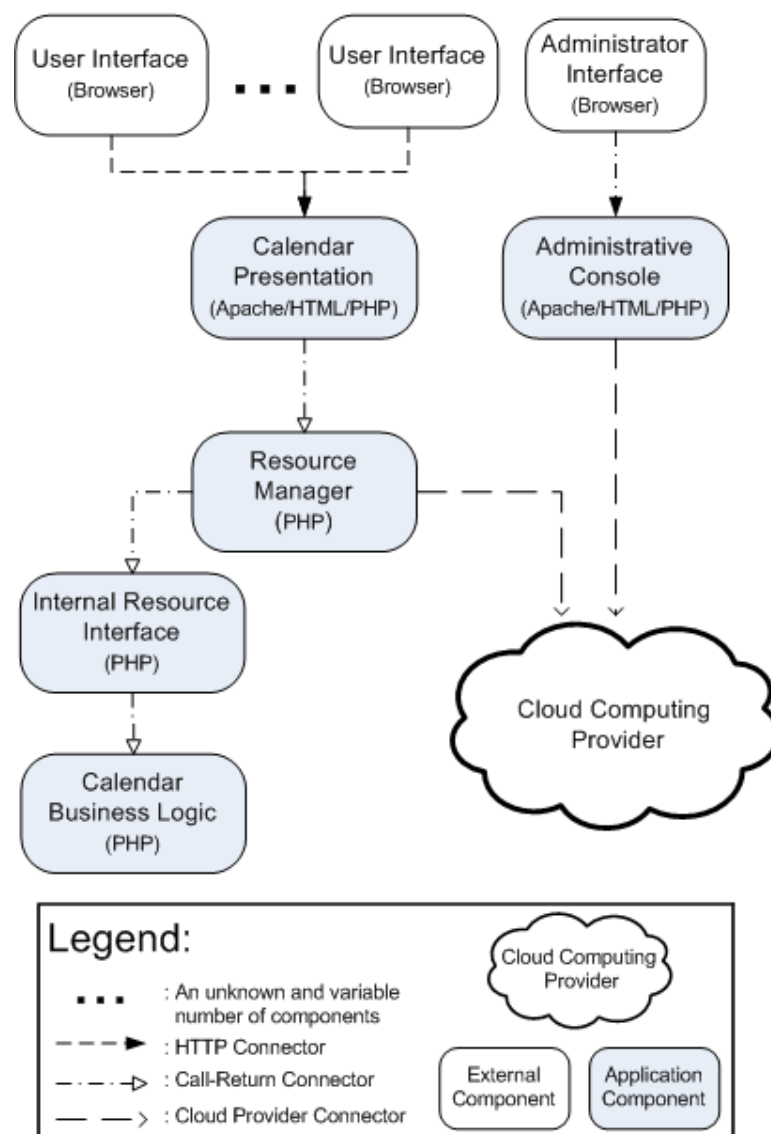 User Interface
(Browser)
...
User Interface
(Browser)
Administrator
Interface
(Browser)
Calendar
Presentation
(Apache/HTML/PHP)
Administrative
Console
(Apache/HTML/PHP)
Resource
Manager
(PHP)
Internal Resource
Interface
(PHP)
Cloud Computing
Provider
Calendar
Business Logic
(PHP)
Legend:
: An unknown and variable
number of components
: HTTP Connector
: Call-Return Connector
: Cloud Provider Connector
Cloud Computing
Provider
External
Component
Application
Component